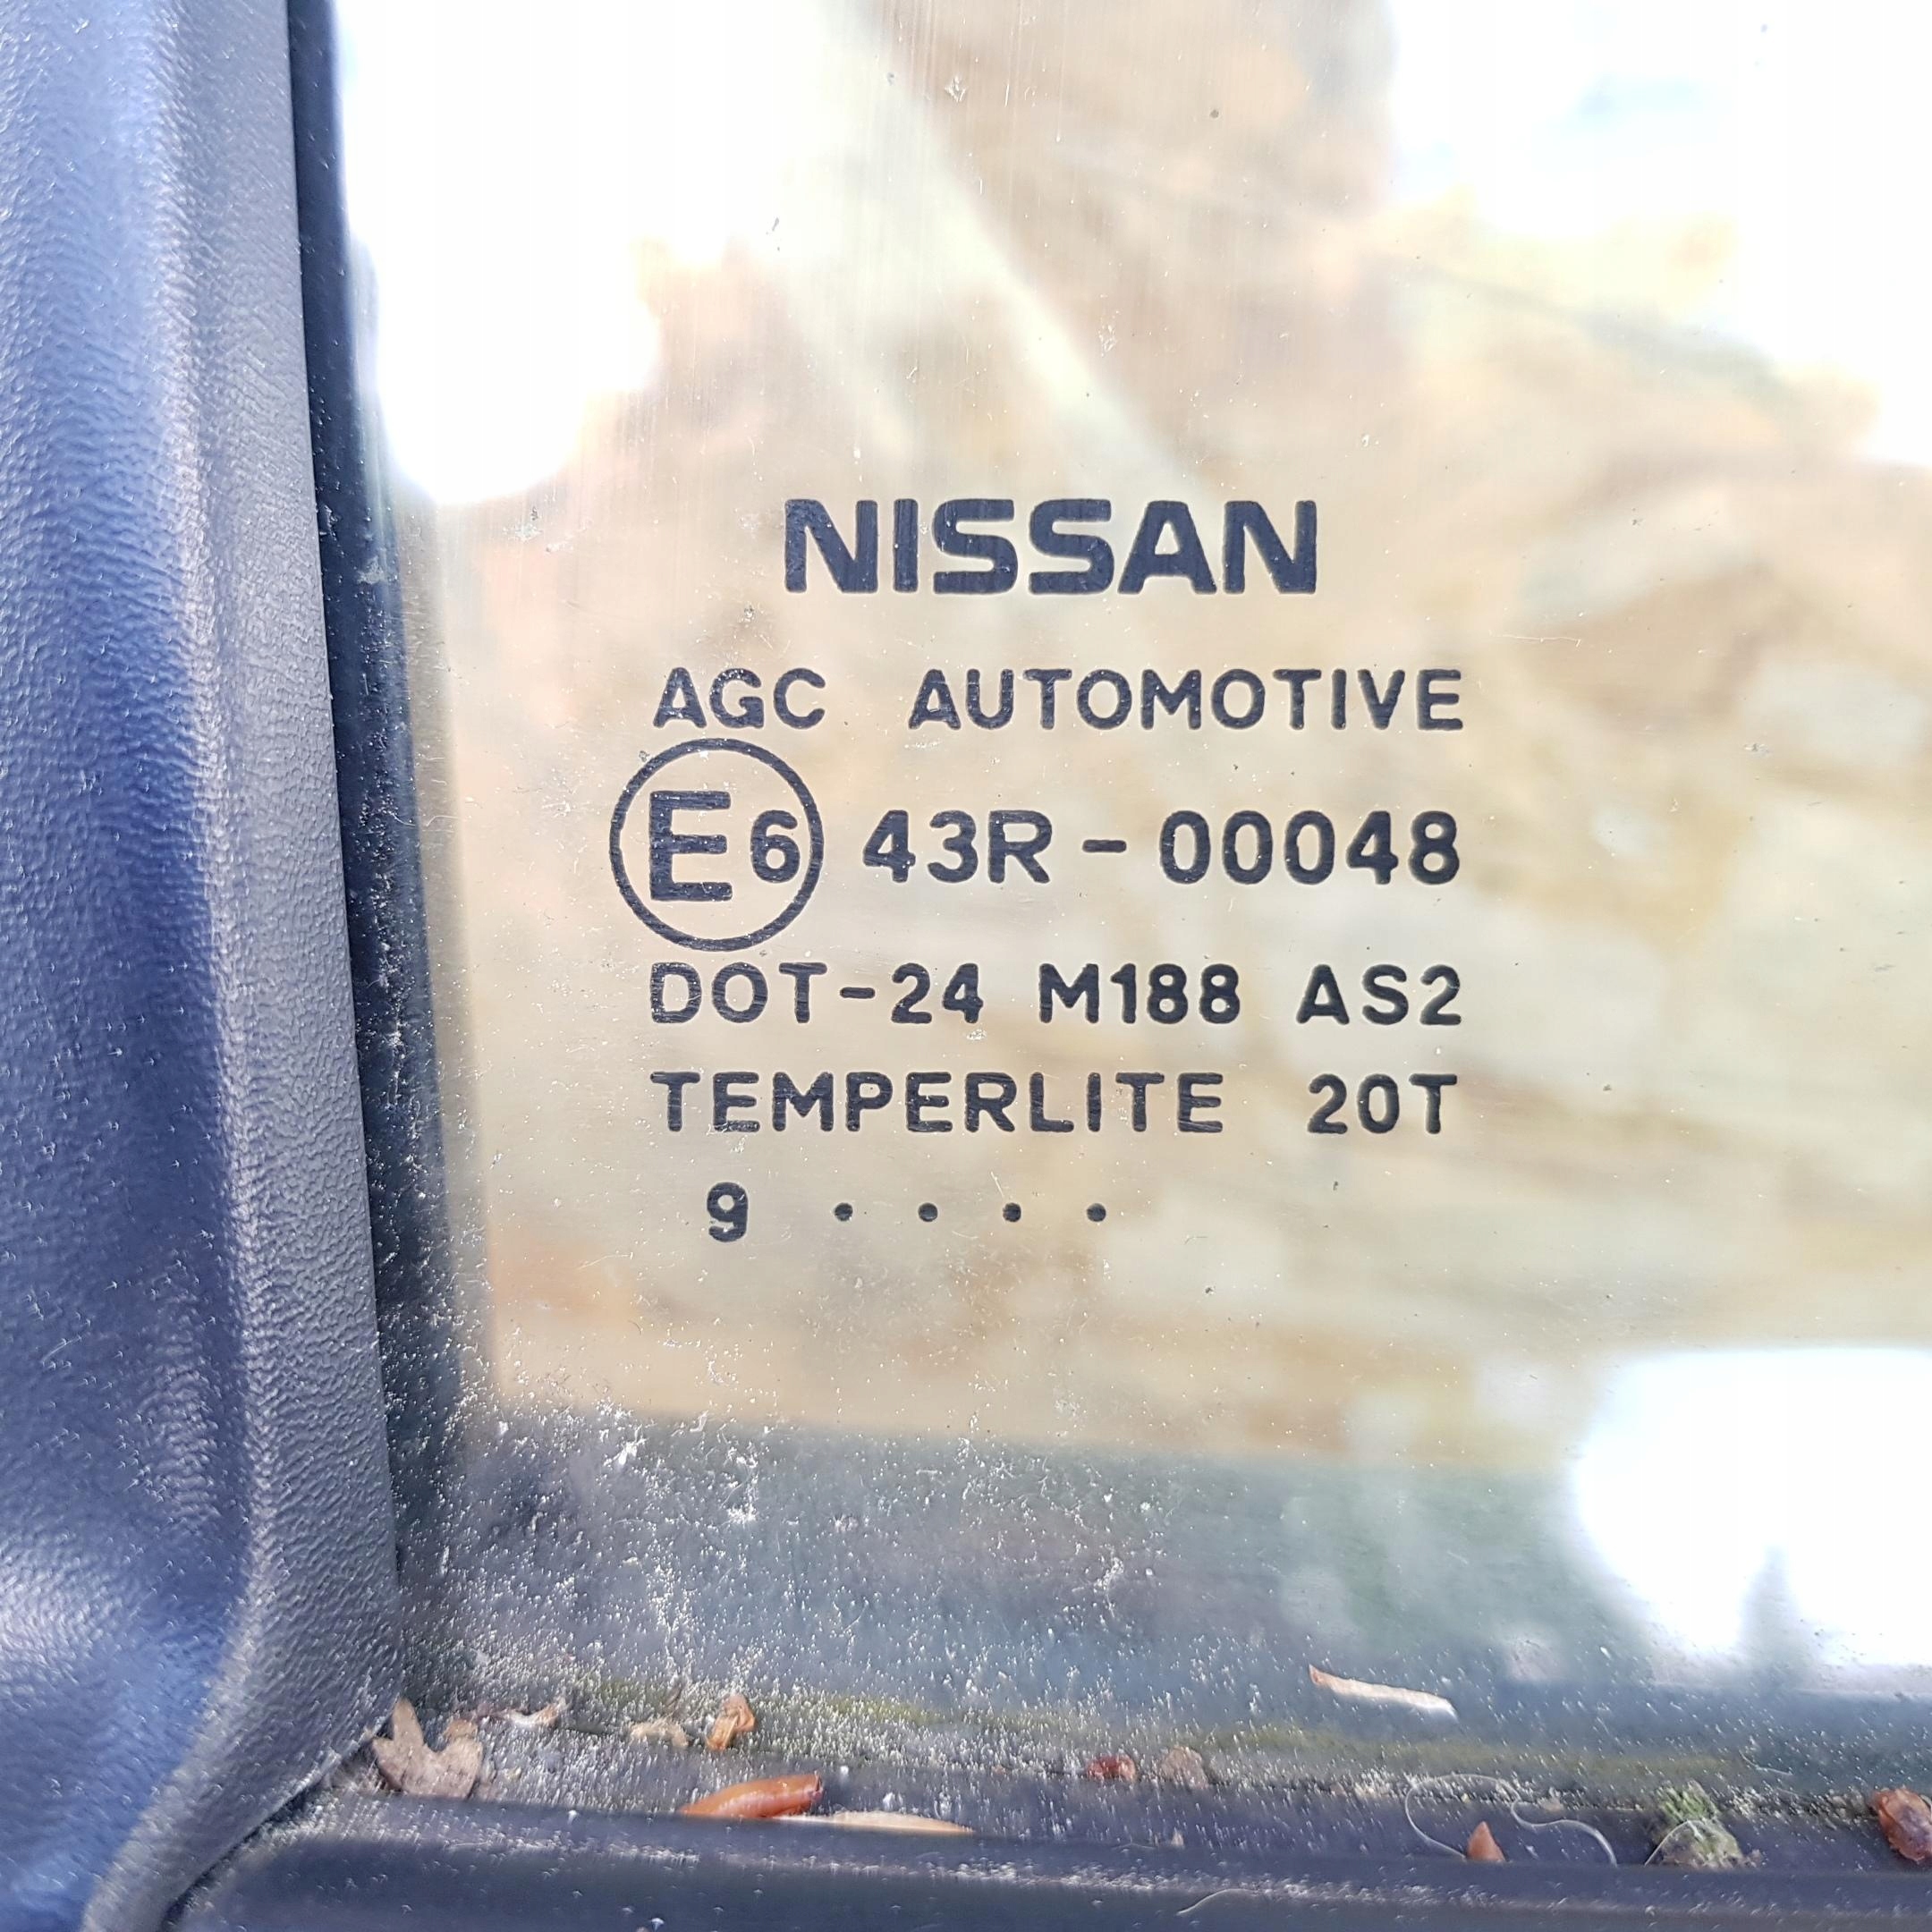 NISSAN
AGC AUTOMOTIVE
E6 43R-00048
DOT-24 M188 AS2
TEMPERLITE 20T
9 . . . .